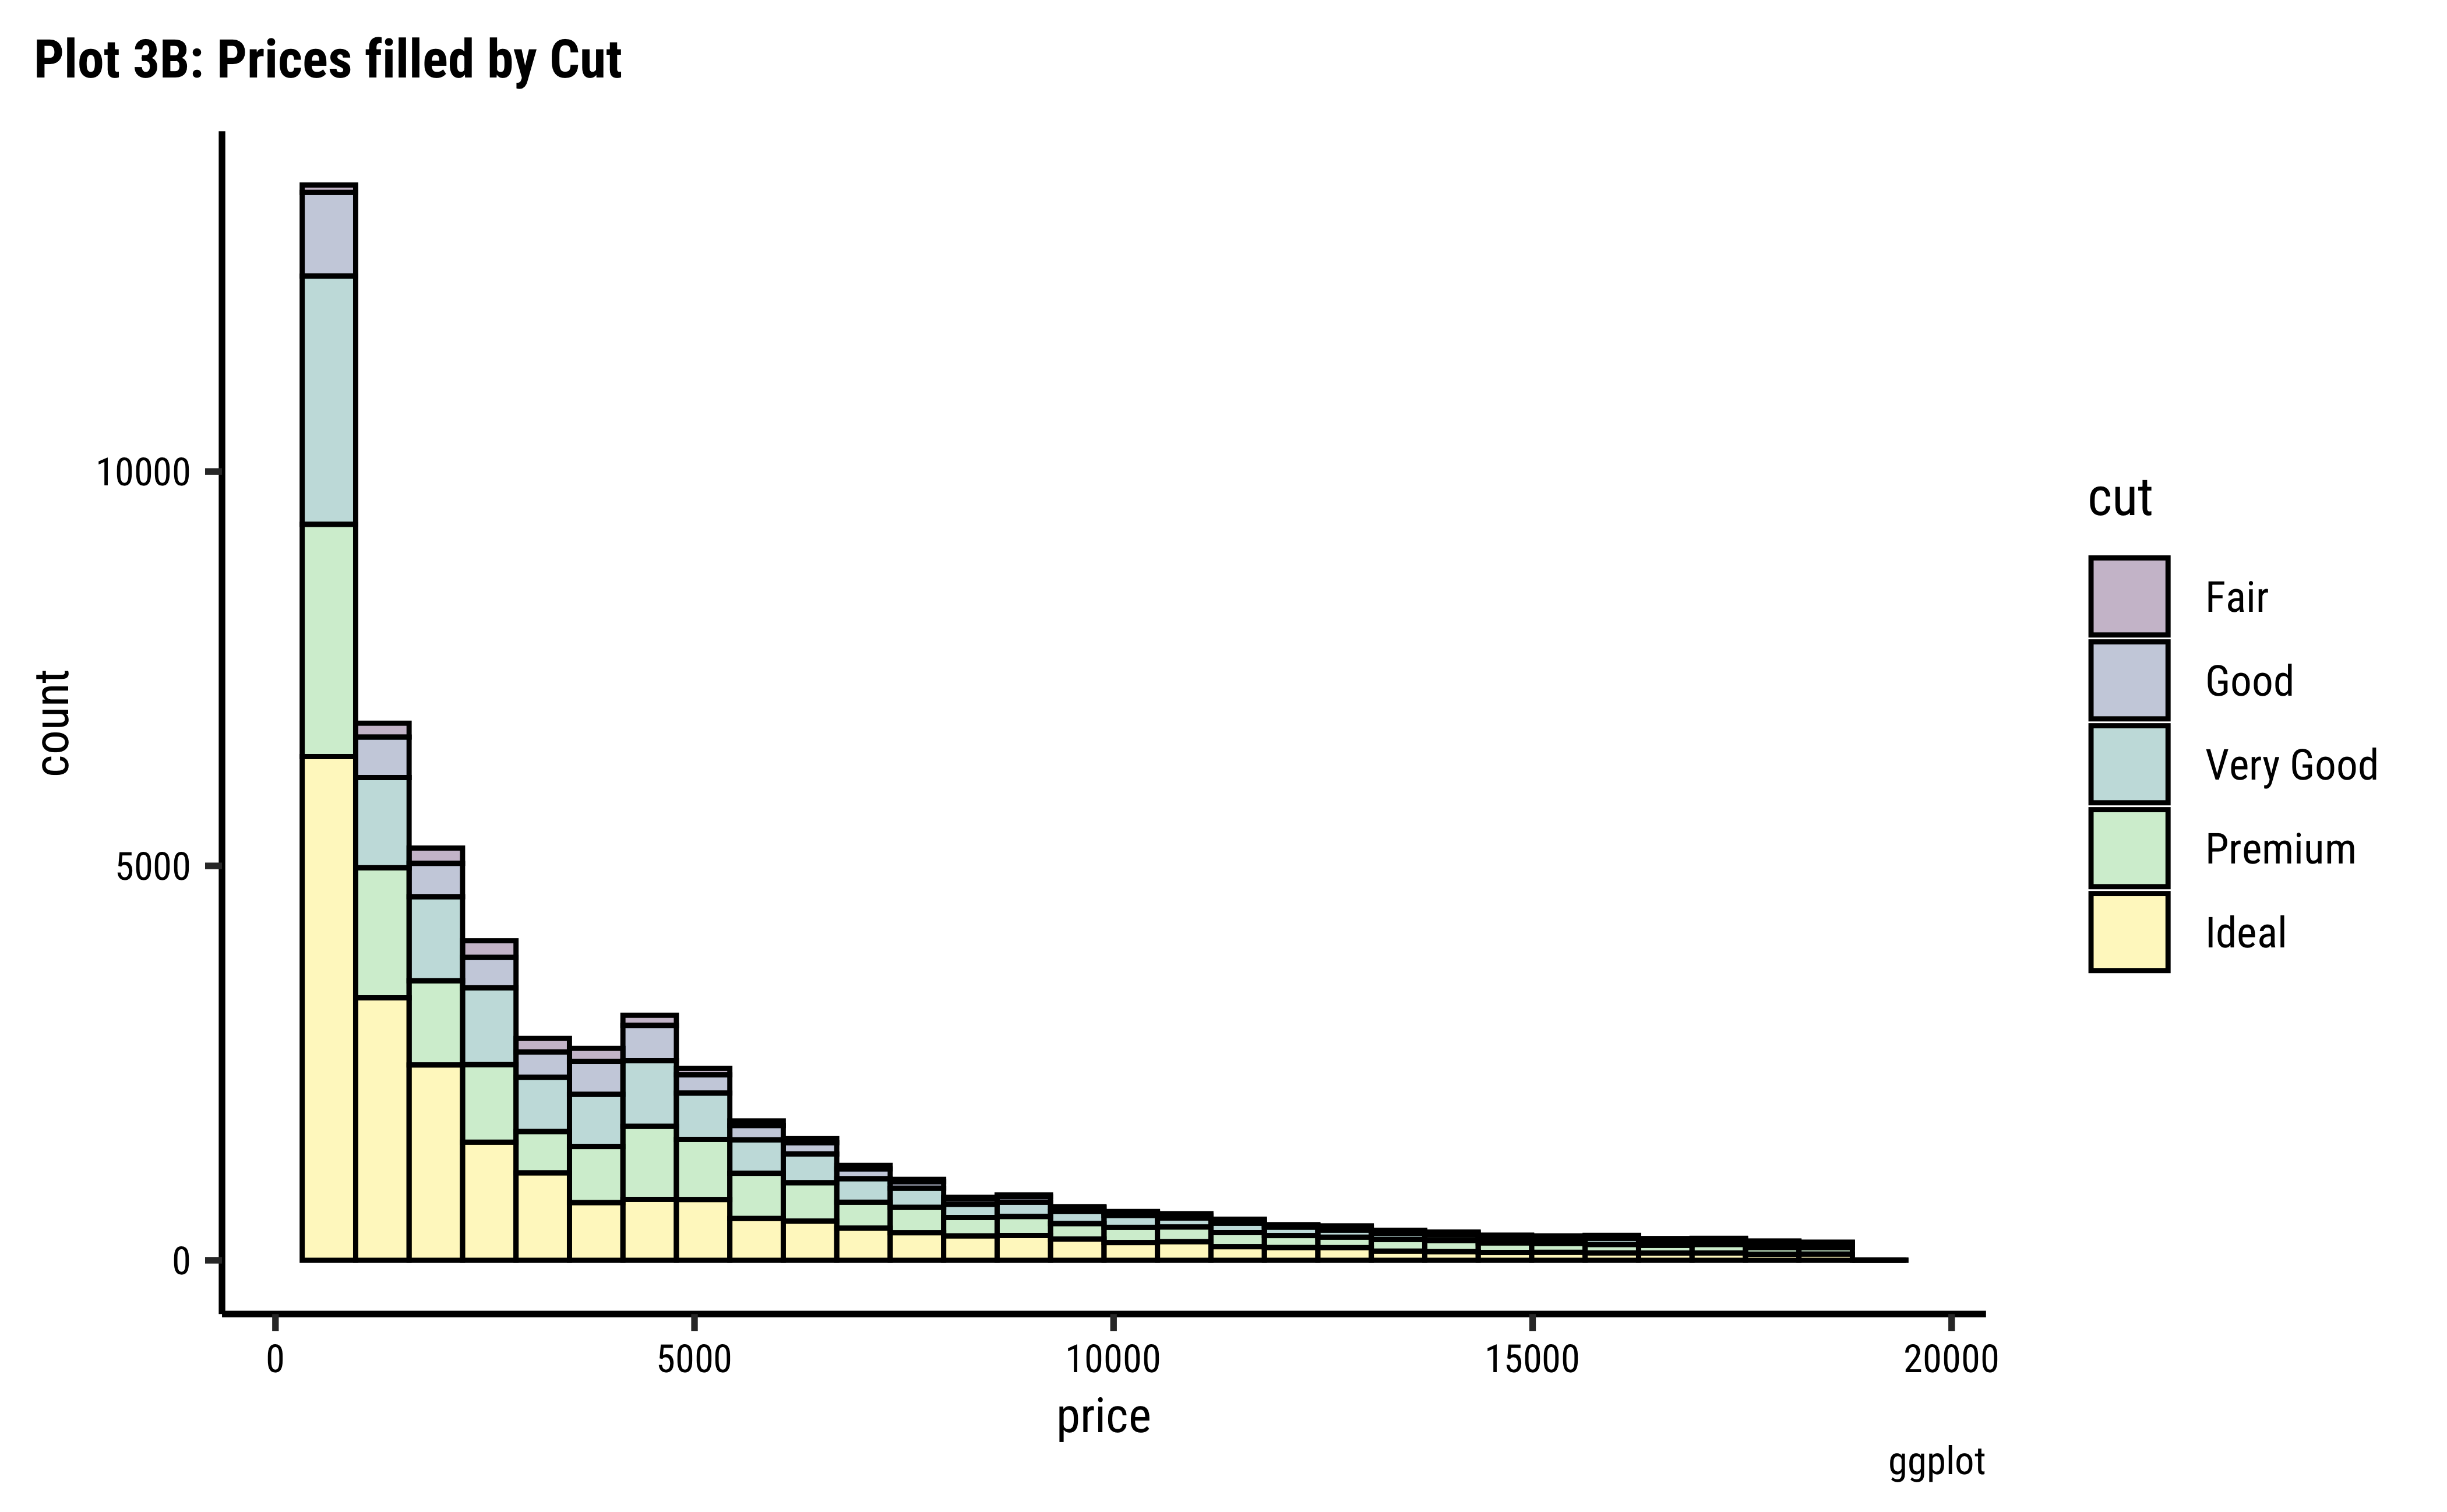 Plot 3B: Prices filled by Cut
10000
5000
0
count
0
5000
10000
15000
20000
price
cut
Fair
Good
Very Good
Premium
Ideal
ggplot